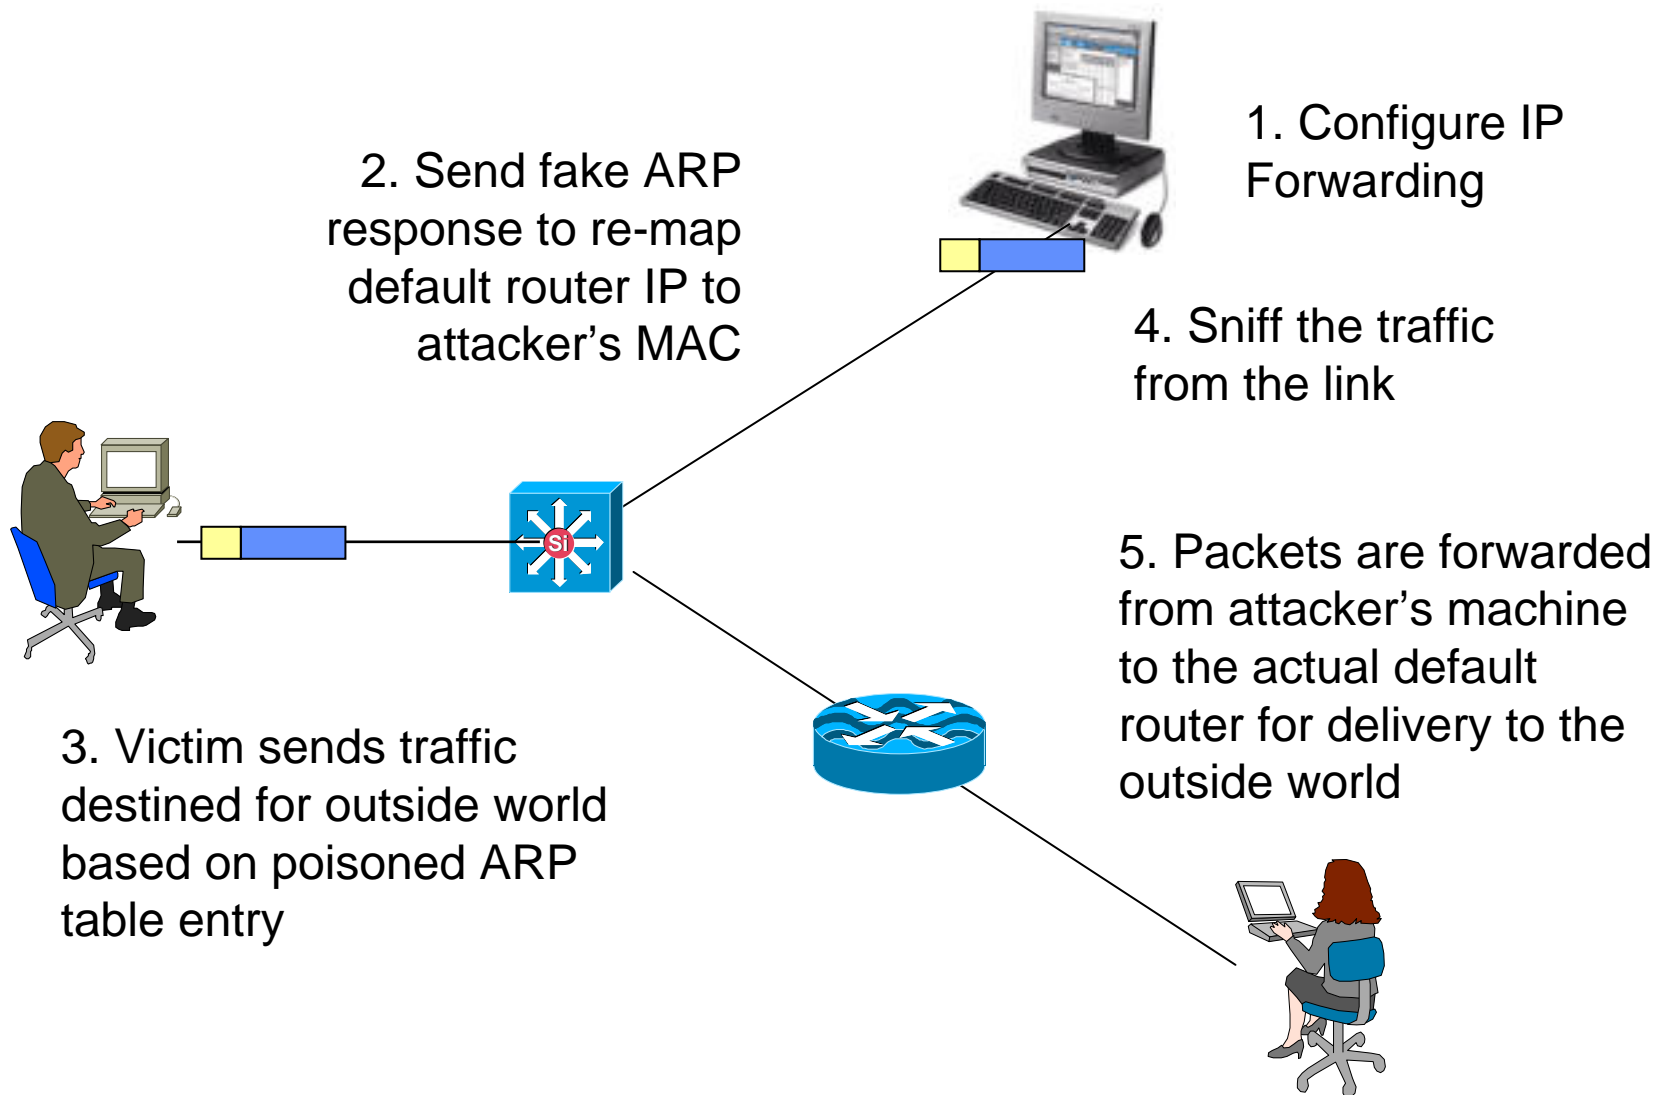 1. Configure IP
Forwarding
2. Send fake ARP
response to re-map
default router IP to
attacker’s MAC
4. Sniff the traffic
from the link
Si
3. Victim sends traffic
destined for outside world
based on poisoned ARP
table entry
5. Packets are forwarded
from attacker’s machine
to the actual default
router for delivery to the
outside world